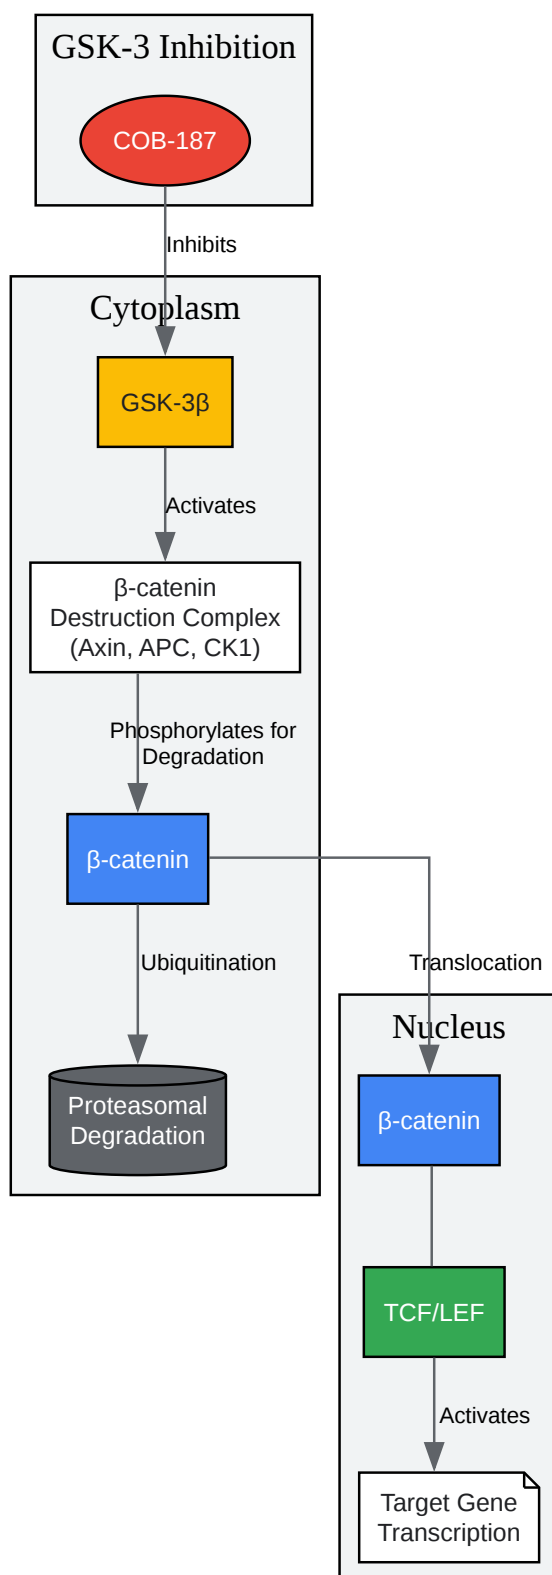 GSK-3 Inhibition
COB-187
Inhibits
Cytoplasm
GSK-3β
Activates
β-catenin
Destruction Complex
(Axin, APC, CK1)
Phosphorylates for
Degradation
β-catenin
Ubiquitination
Translocation
Proteasomal
Degradation
Nucleus
β-catenin
TCF/LEF
Activates
Target Gene
Transcription